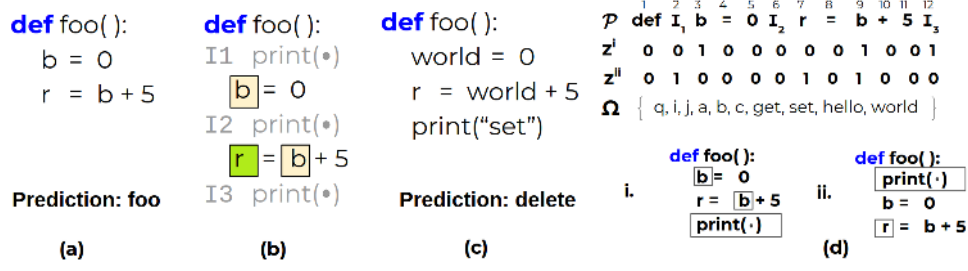 def foo( ):
b = 0
r = b + 5
Prediction: foo
(a)
def foo( ):
I1 print(•)
b = 0
I2 print(•)
r = b + 5
I3 print(•)
(b)
def foo( ):
world = 0
r = world + 5
print("set")
Prediction: delete
(c)
1 2 3 4 5 6 7 8 9 10 11 12
P def I1 b = 0 I2 r = b + 5 I3
z^i 0 0 1 0 0 0 0 0 1 0 0 1
z^ii 0 1 0 0 0 0 1 0 1 0 0 0
Ω { q, i, j, a, b, c, get, set, hello, world }
i.
def foo( ):
b = 0
r = b + 5
print(·)
ii.
def foo( ):
print(·)
b = 0
r = b + 5
(d)